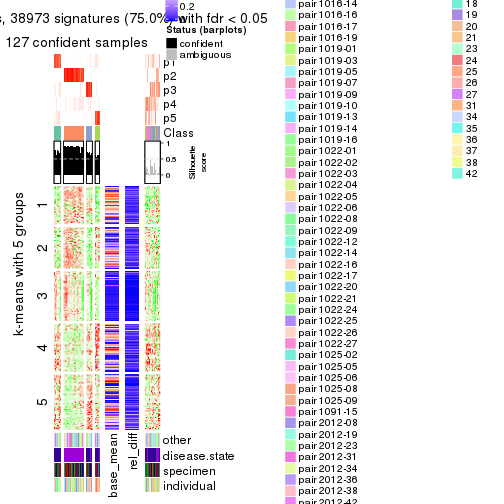 0.2
, 38973 signatures (75.0%) with fdr < 0.05
Status (barplots)
confident
ambiguous
127 confident samples
p1
p2
p3
p4
p5
Class
1
0.5
0
Silhouette
score
k-means with 5 groups
1
2
3
4
5
base_mean
rel_diff
other
disease.state
specimen
individual
pair1016-14
pair1016-16
pair1016-17
pair1016-19
pair1019-01
pair1019-03
pair1019-05
pair1019-07
pair1019-09
pair1019-10
pair1019-13
pair1019-14
pair1019-16
pair1022-01
pair1022-02
pair1022-03
pair1022-04
pair1022-05
pair1022-06
pair1022-08
pair1022-09
pair1022-12
pair1022-14
pair1022-16
pair1022-17
pair1022-20
pair1022-21
pair1022-24
pair1022-25
pair1022-26
pair1022-27
pair1025-02
pair1025-05
pair1025-06
pair1025-08
pair1025-09
pair1091-15
pair2012-08
pair2012-19
pair2012-23
pair2012-31
pair2012-34
pair2012-36
pair2012-38
pair2012-42
18
19
20
21
23
24
25
26
27
31
34
35
36
37
38
42